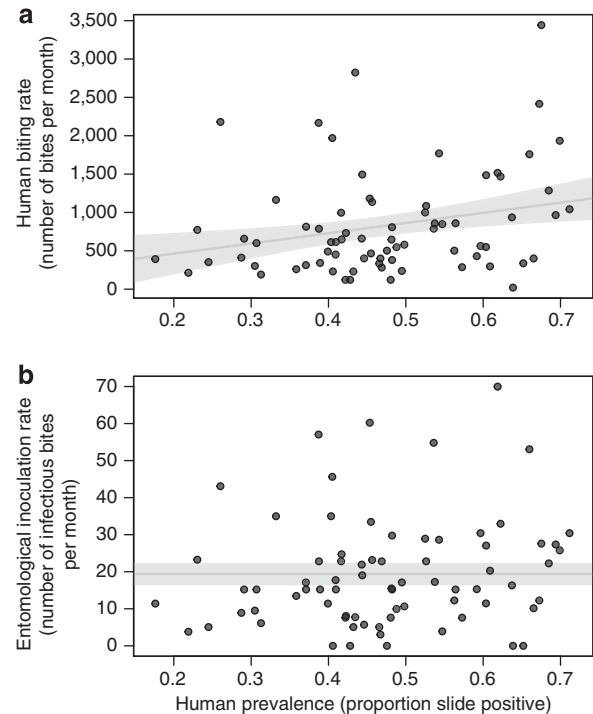 a
Human biting rate
(number of bites per month)
3,500
3,000
2,500
2,000
1,500
1,000
500
0
0.2 0.3 0.4 0.5 0.6 0.7
b
Entomological inoculation rate
(number of infectious bites
per month)
70
60
50
40
30
20
10
0
0.2 0.3 0.4 0.5 0.6 0.7
Human prevalence (proportion slide positive)